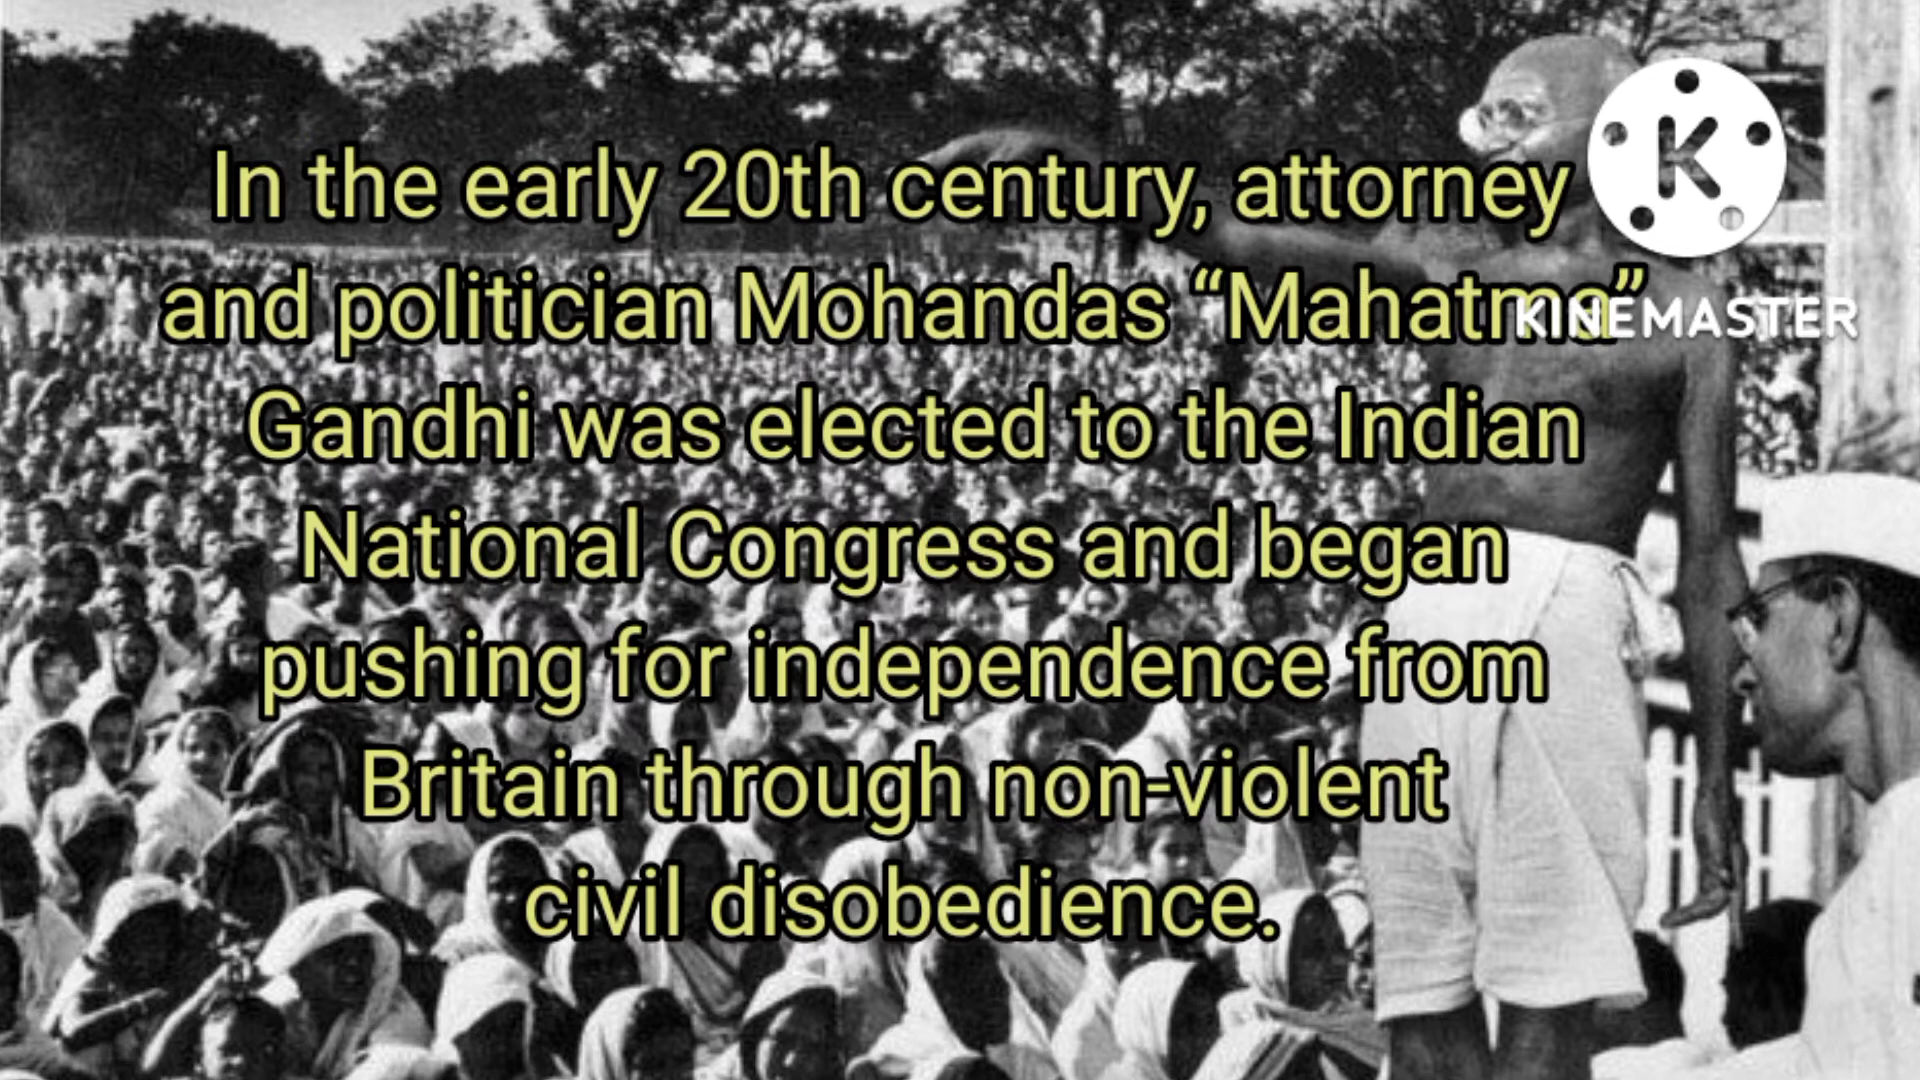 In the early 20th century, attorney
and politician Mohandas “Mahatma”
Gandhi was elected to the Indian
National Congress and began
pushing for independence from
Britain through non-violent
civil disobedience.
K
KINEMASTER